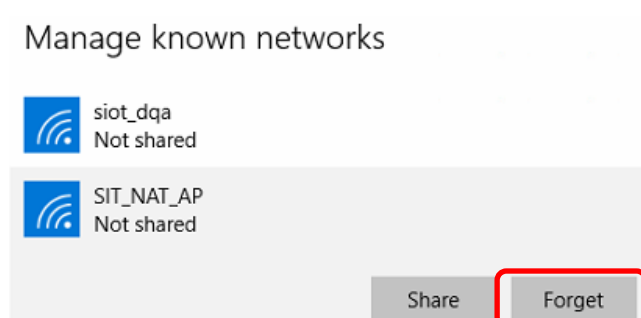 Manage known networks
siot_dqa
Not shared
SIT_NAT_AP
Not shared
Share Forget